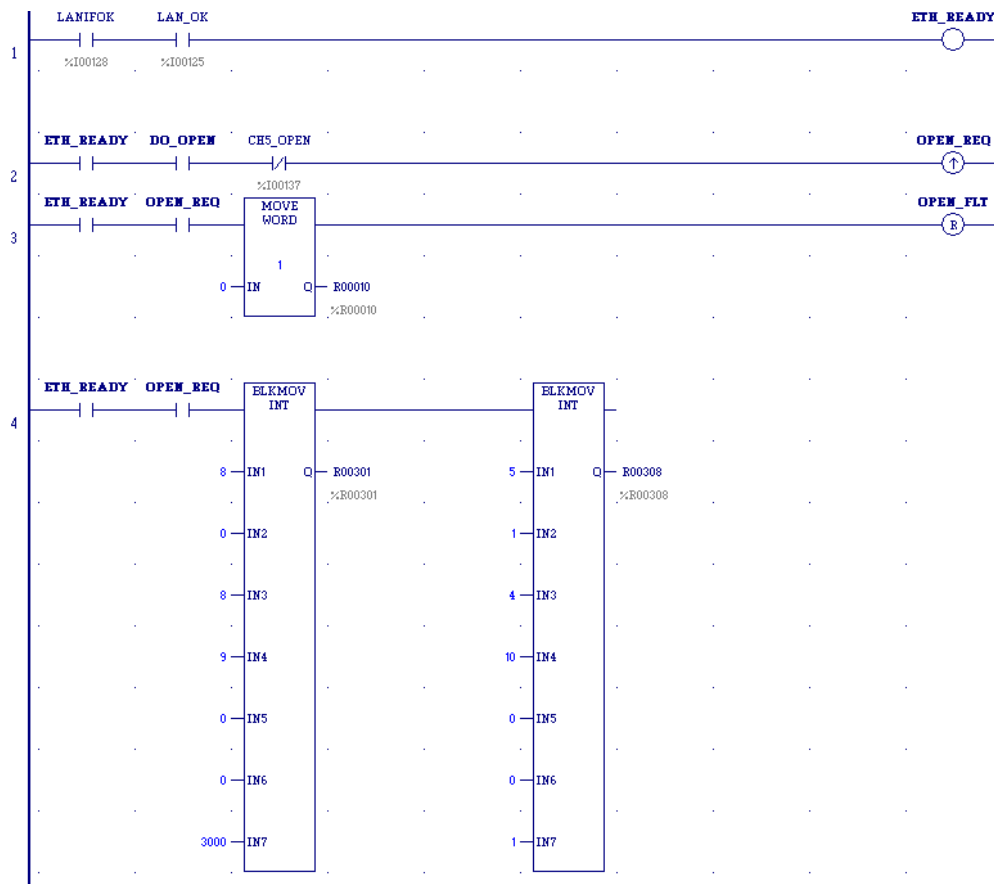 LANIFOK LAN_OK ETH_READY
1
%I00128 %I00125
ETH_READY DO_OPEN CH5_OPEN OPEN_REQ
2
%I00137
ETH_READY OPEN_REQ MOVE WORD OPEN_FLT
R
3
1
0 IN Q R00010
%R00010
ETH_READY OPEN_REQ BLKMOV INT BLKMOV INT
4
8 IN1 Q R00301 5 IN1 Q R00308
%R00301 %R00308
0 IN2 1 IN2
8 IN3 4 IN3
9 IN4 10 IN4
0 IN5 0 IN5
0 IN6 0 IN6
3000 IN7 1 IN7